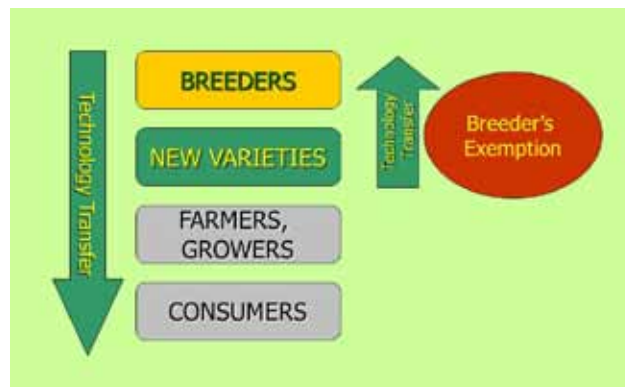 Technology Transfer
BREEDERS
NEW VARIETIES
FARMERS,
GROWERS
CONSUMERS
Technology
Transfer
Breeder's
Exemption